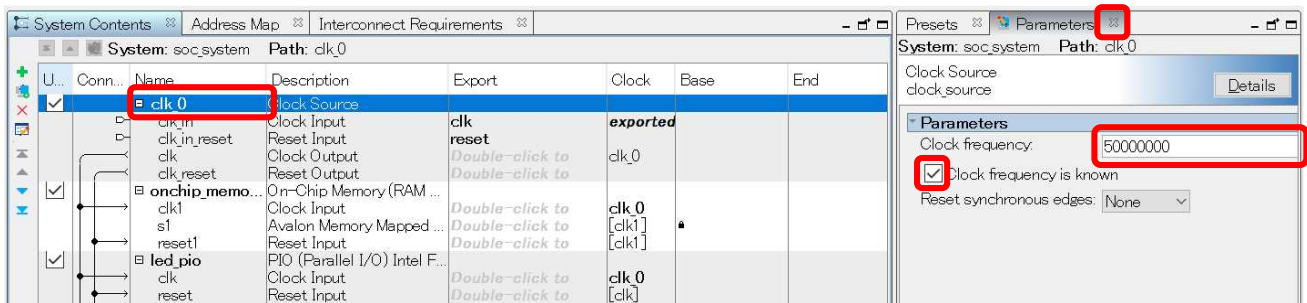 System Contents Address Map Interconnect Requirements
System: soc_system Path: clk_0
U... Conn... Name Description Export Clock Base End
clk_0 Clock Source
clk_in Clock Input clk exported
clk_in_reset Reset Input reset
clk Clock Output Double-click to clk_0
clk_reset Reset Output Double-click to
onchip_memo... On-Chip Memory (RAM ...
clk1 Clock Input Double-click to clk_0
s1 Avalon Memory Mapped ... Double-click to [clk1]
reset1 Reset Input Double-click to [clk1]
led_pio PIO (Parallel I/O) Intel F...
clk Clock Input Double-click to clk_0
reset Reset Input Double-click to [clk]
Presets Parameters
System: soc_system Path: clk_0
Clock Source
clock_source
Details
Parameters
Clock frequency: 50000000
Clock frequency is known
Reset synchronous edges: None